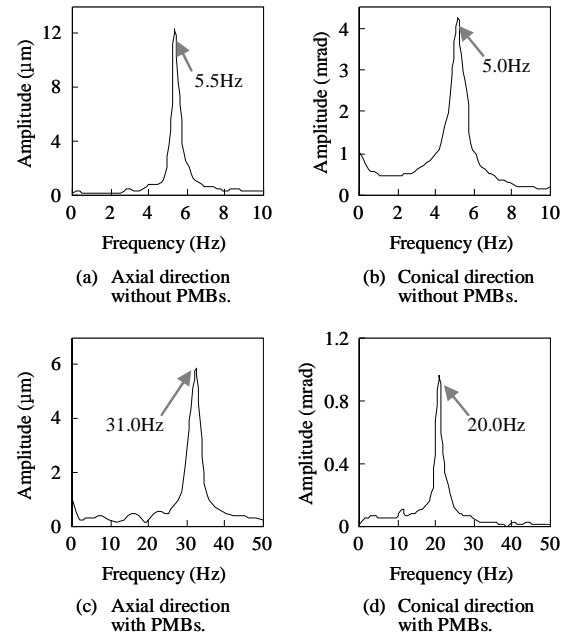 12
8
4
0
Amplitude (μm)
5.5Hz
0 2 4 6 8 10
Frequency (Hz)
(a) Axial direction
without PMBs.
4
3
2
1
0
Amplitude (mrad)
5.0Hz
0 2 4 6 8 10
Frequency (Hz)
(b) Conical direction
without PMBs.
6
4
2
0
Amplitude (μm)
31.0Hz
0 10 20 30 40 50
Frequency (Hz)
(c) Axial direction
with PMBs.
1.2
0.8
0.4
0
Amplitude (mrad)
20.0Hz
0 10 20 30 40 50
Frequency (Hz)
(d) Conical direction
with PMBs.